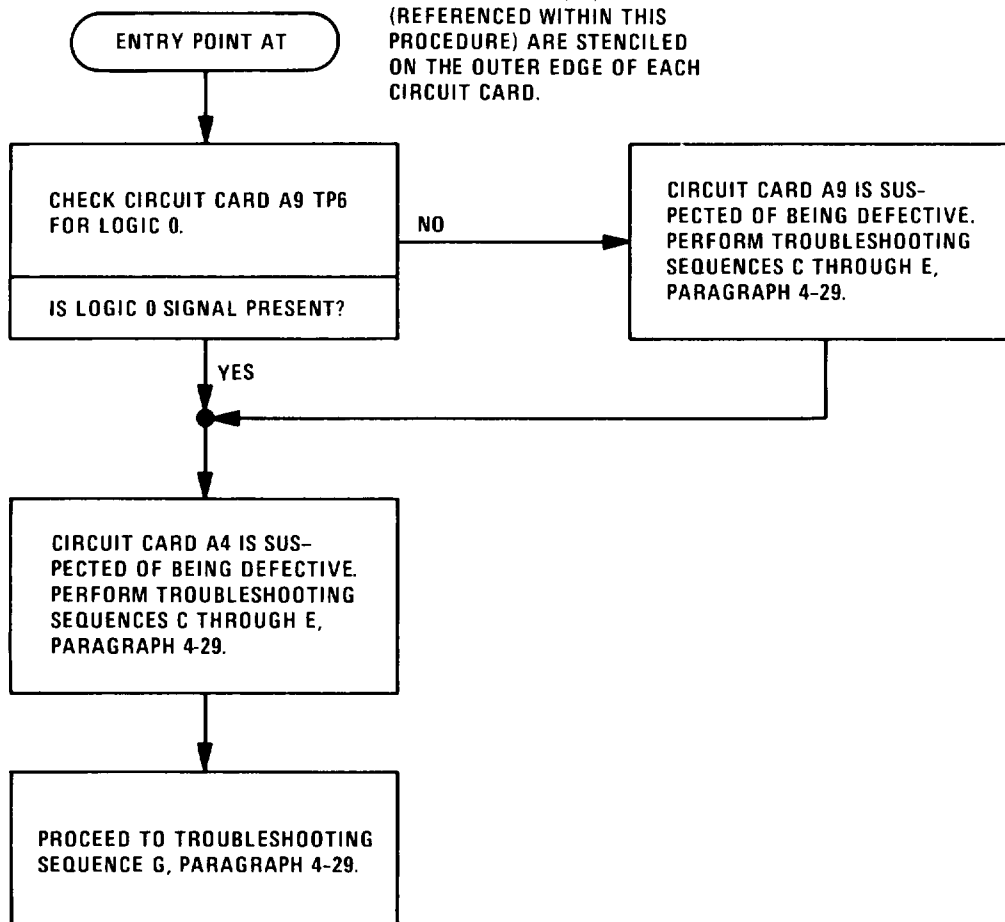 (REFERENCED WITHIN THIS
PROCEDURE) ARE STENCILED
ON THE OUTER EDGE OF EACH
CIRCUIT CARD.
ENTRY POINT AT
CHECK CIRCUIT CARD A9 TP6
FOR LOGIC 0.
IS LOGIC 0 SIGNAL PRESENT?
NO
CIRCUIT CARD A9 IS SUS-
PECTED OF BEING DEFECTIVE.
PERFORM TROUBLESHOOTING
SEQUENCES C THROUGH E,
PARAGRAPH 4-29.
YES
CIRCUIT CARD A4 IS SUS-
PECTED OF BEING DEFECTIVE.
PERFORM TROUBLESHOOTING
SEQUENCES C THROUGH E,
PARAGRAPH 4-29.
PROCEED TO TROUBLESHOOTING
SEQUENCE G, PARAGRAPH 4-29.